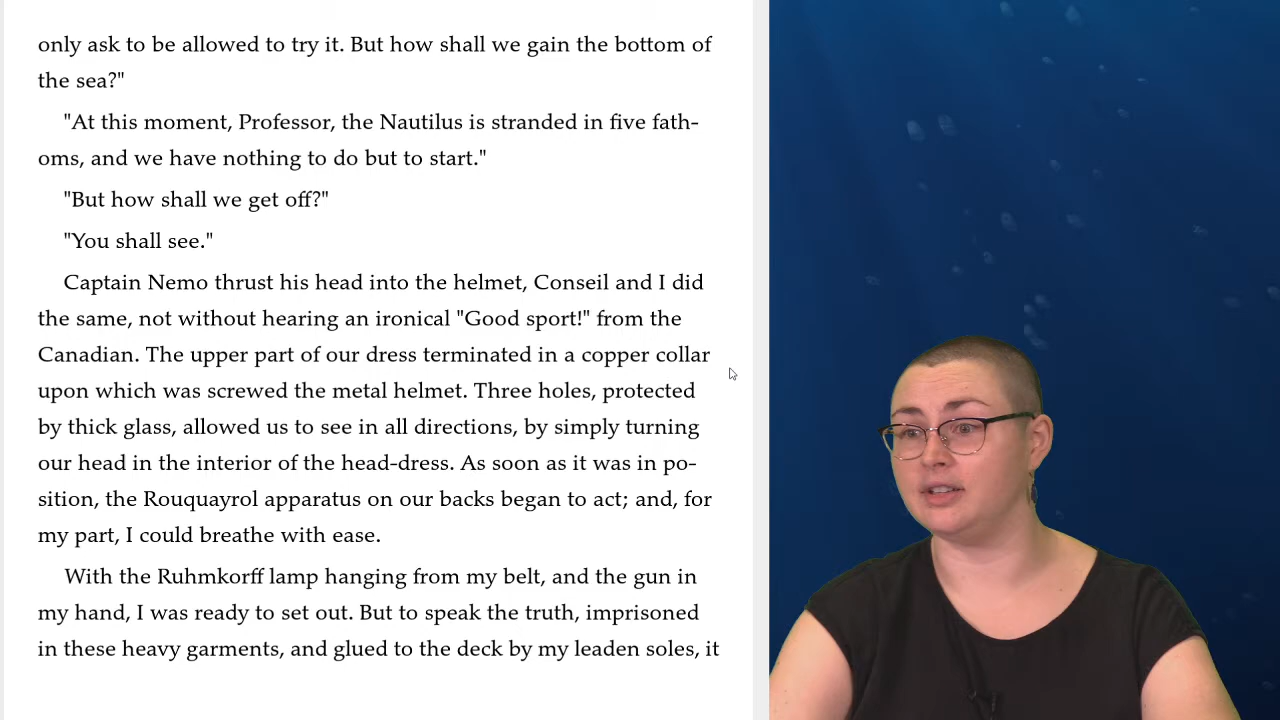 only ask to be allowed to try it. But how shall we gain the bottom of
the sea?"
"At this moment, Professor, the Nautilus is stranded in five fath-
oms, and we have nothing to do but to start."
"But how shall we get off?"
"You shall see."
Captain Nemo thrust his head into the helmet, Conseil and I did
the same, not without hearing an ironical "Good sport!" from the
Canadian. The upper part of our dress terminated in a copper collar
upon which was screwed the metal helmet. Three holes, protected
by thick glass, allowed us to see in all directions, by simply turning
our head in the interior of the head-dress. As soon as it was in po-
sition, the Rouquayrol apparatus on our backs began to act; and, for
my part, I could breathe with ease.
With the Ruhmkorff lamp hanging from my belt, and the gun in
my hand, I was ready to set out. But to speak the truth, imprisoned
in these heavy garments, and glued to the deck by my leaden soles, it